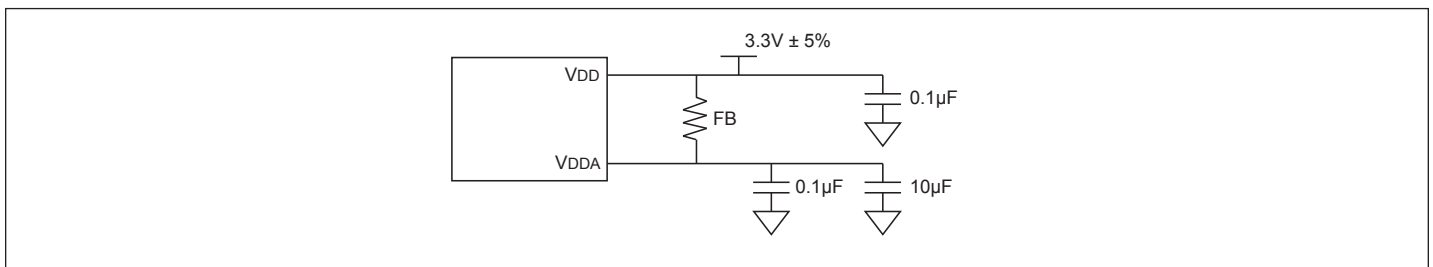 3.3V ± 5%
VDD
0.1µF
FB
VDDA
0.1µF
10µF